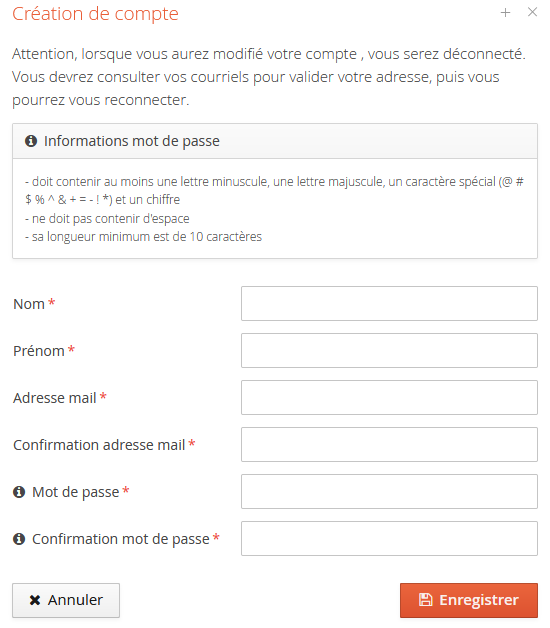 Création de compte
Attention, lorsque vous aurez modifié votre compte , vous serez déconnecté.
Vous devrez consulter vos courriels pour valider votre adresse, puis vous
pourrez vous reconnecter.
Informations mot de passe
- doit contenir au moins une lettre minuscule, une lettre majuscule, un caractère spécial (@ #
$ % ^ & + = - ! *) et un chiffre
- ne doit pas contenir d'espace
- sa longueur minimum est de 10 caractères
Nom *
Prénom *
Adresse mail *
Confirmation adresse mail *
Mot de passe *
Confirmation mot de passe *
Annuler
Enregistrer